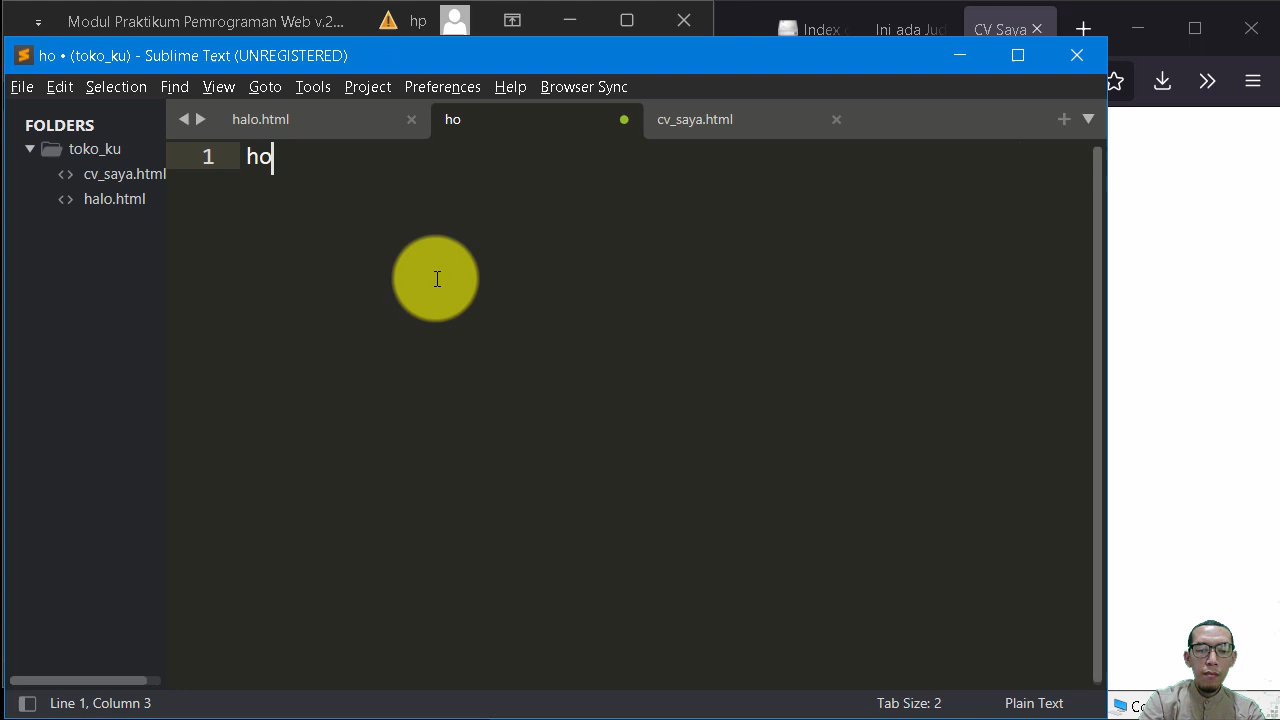 Modul Praktikum Pemrograman Web v.2... hp
Index Ini ada Jud CV Saya
ho • (toko_ku) - Sublime Text (UNREGISTERED)
File Edit Selection Find View Goto Tools Project Preferences Help Browser Sync
FOLDERS
toko_ku
cv_saya.html
halo.html
halo.html ho cv_saya.html
1 ho
Line 1, Column 3 Tab Size: 2 Plain Text